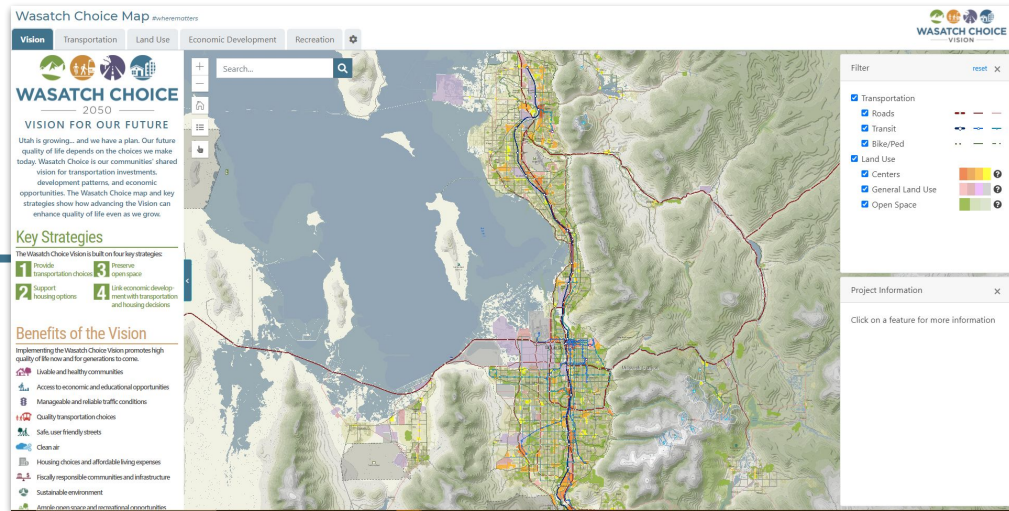 Wasatch Choice Map #wherematters
WASATCH CHOICE
VISION
Vision
Transportation
Land Use
Economic Development
Recreation
WASATCH CHOICE
2050
VISION FOR OUR FUTURE
Utah is growing... and we have a plan. Our future
quality of life depends on the choices we make
today. Wasatch Choice is our communities' shared
vision for transportation investments,
development patterns, and economic
opportunities. The Wasatch Choice map and key
strategies show how advancing the Vision can
enhance quality of life even as we grow.
Key Strategies
The Wasatch Choice Vision is built on four key strategies:
1 Provide
transportation choices
3 Preserve
open space
2 Support
housing options
4 Link economic develop-
ment with transportation
and housing decisions
Benefits of the Vision
Implementing the Wasatch Choice Vision promotes high
quality of life now and for generations to come.
Livable and healthy communities
Access to economic and educational opportunities
Manageable and reliable traffic conditions
Quality transportation choices
Safe, user friendly streets
Clean air
Housing choices and affordable living expenses
Fiscally responsible communities and infrastructure
Sustainable environment
Ample open space and recreational opportunities
Search...
Filter
reset
Transportation
Roads
Transit
Bike/Ped
Land Use
Centers
General Land Use
Open Space
Project Information
Click on a feature for more information